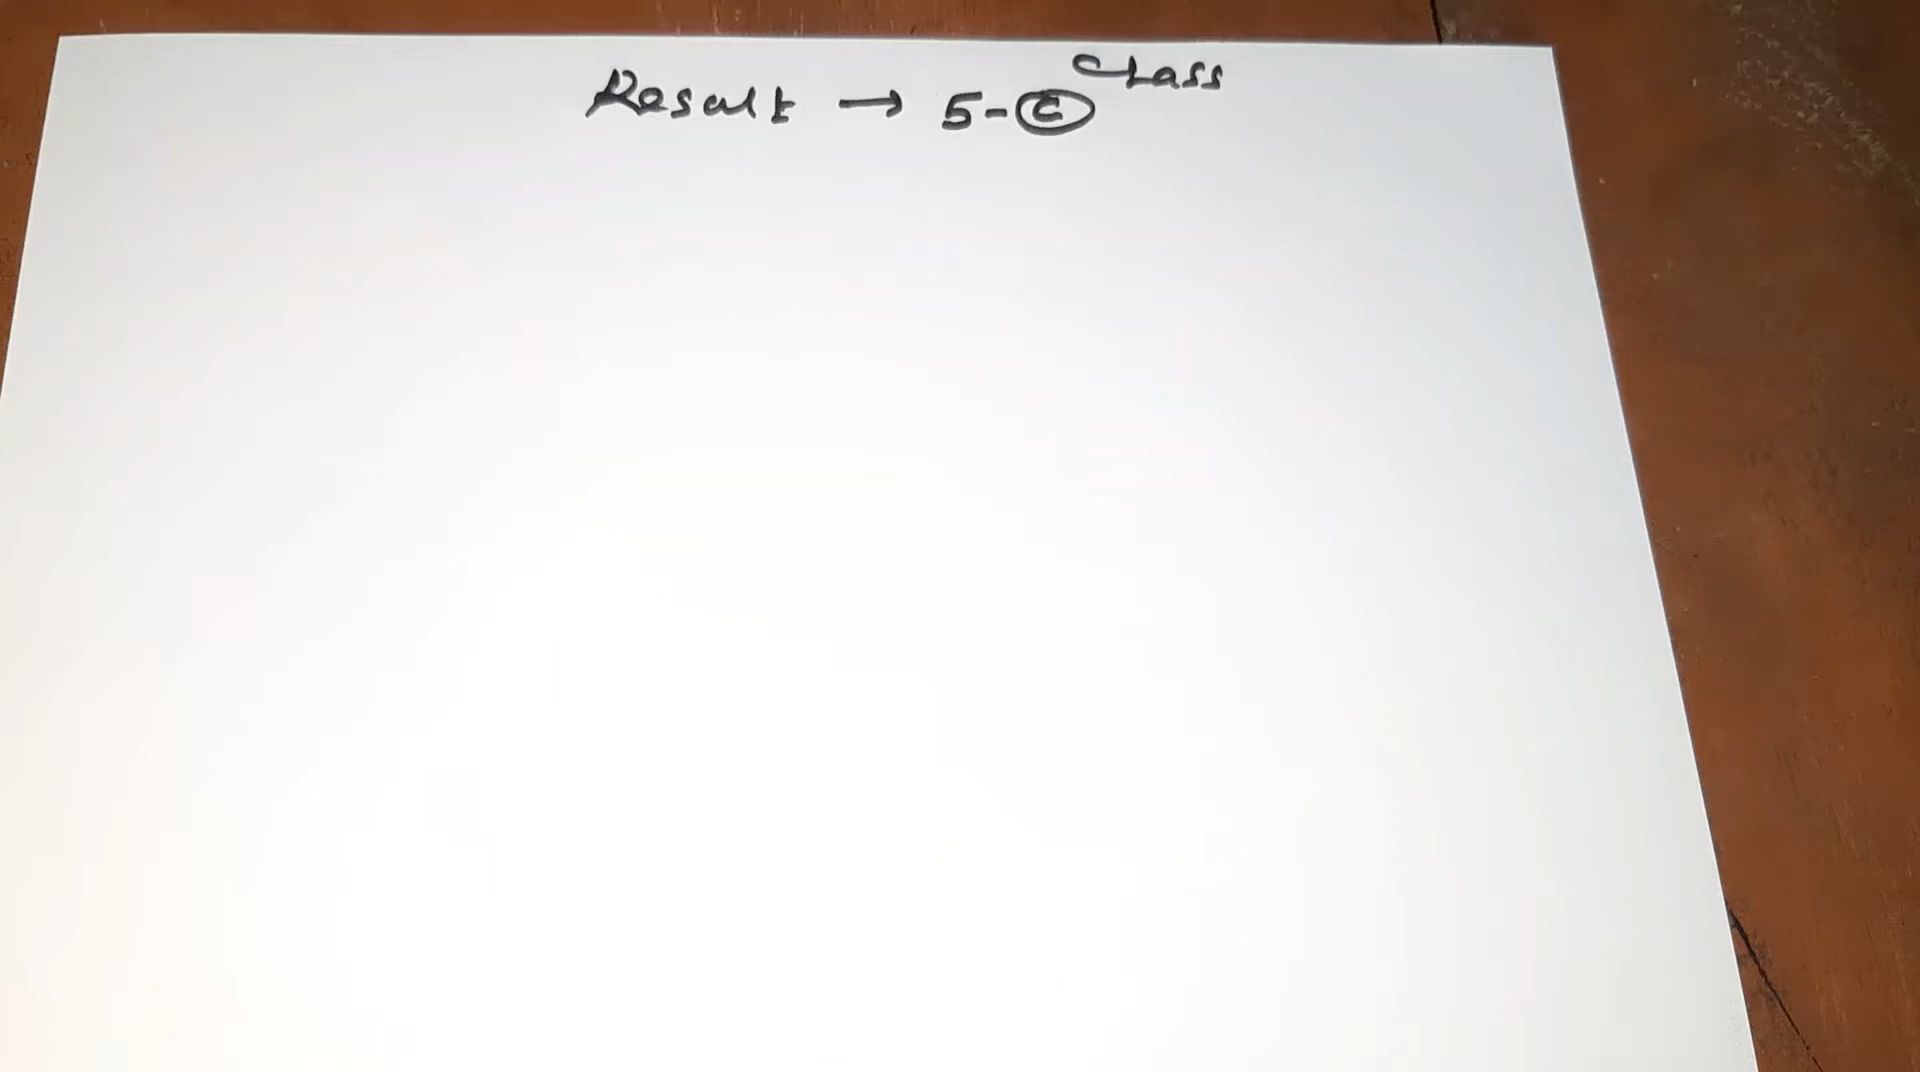 Result → 5-Ⓒ Class